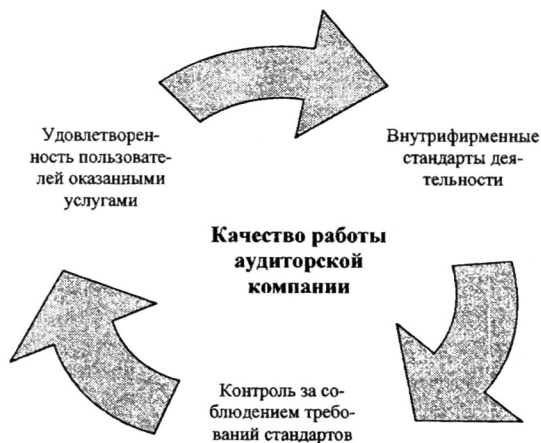 Удовлетворен-
ность пользовате-
лей оказанными
услугами
Внутрифирменные
стандарты дея-
тельности
Качество работы
аудиторской
компании
Контроль за со-
блюдением требо-
ваний стандартов